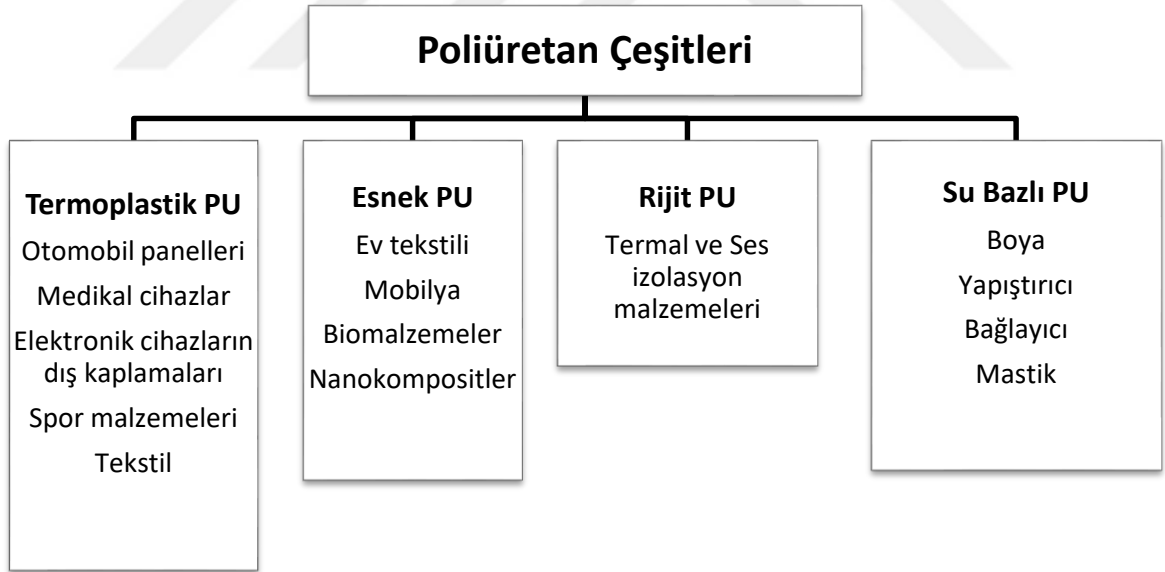 Poliüretan Çeşitleri
Termoplastik PU
Otomobil panelleri
Medikal cihazlar
Elektronik cihazların
dış kaplamaları
Spor malzemeleri
Tekstil
Esnek PU
Ev tekstili
Mobilya
Biomalzemeler
Nanokompositler
Rijit PU
Termal ve Ses
izolasyon
malzemeleri
Su Bazlı PU
Boya
Yapıştırıcı
Bağlayıcı
Mastik